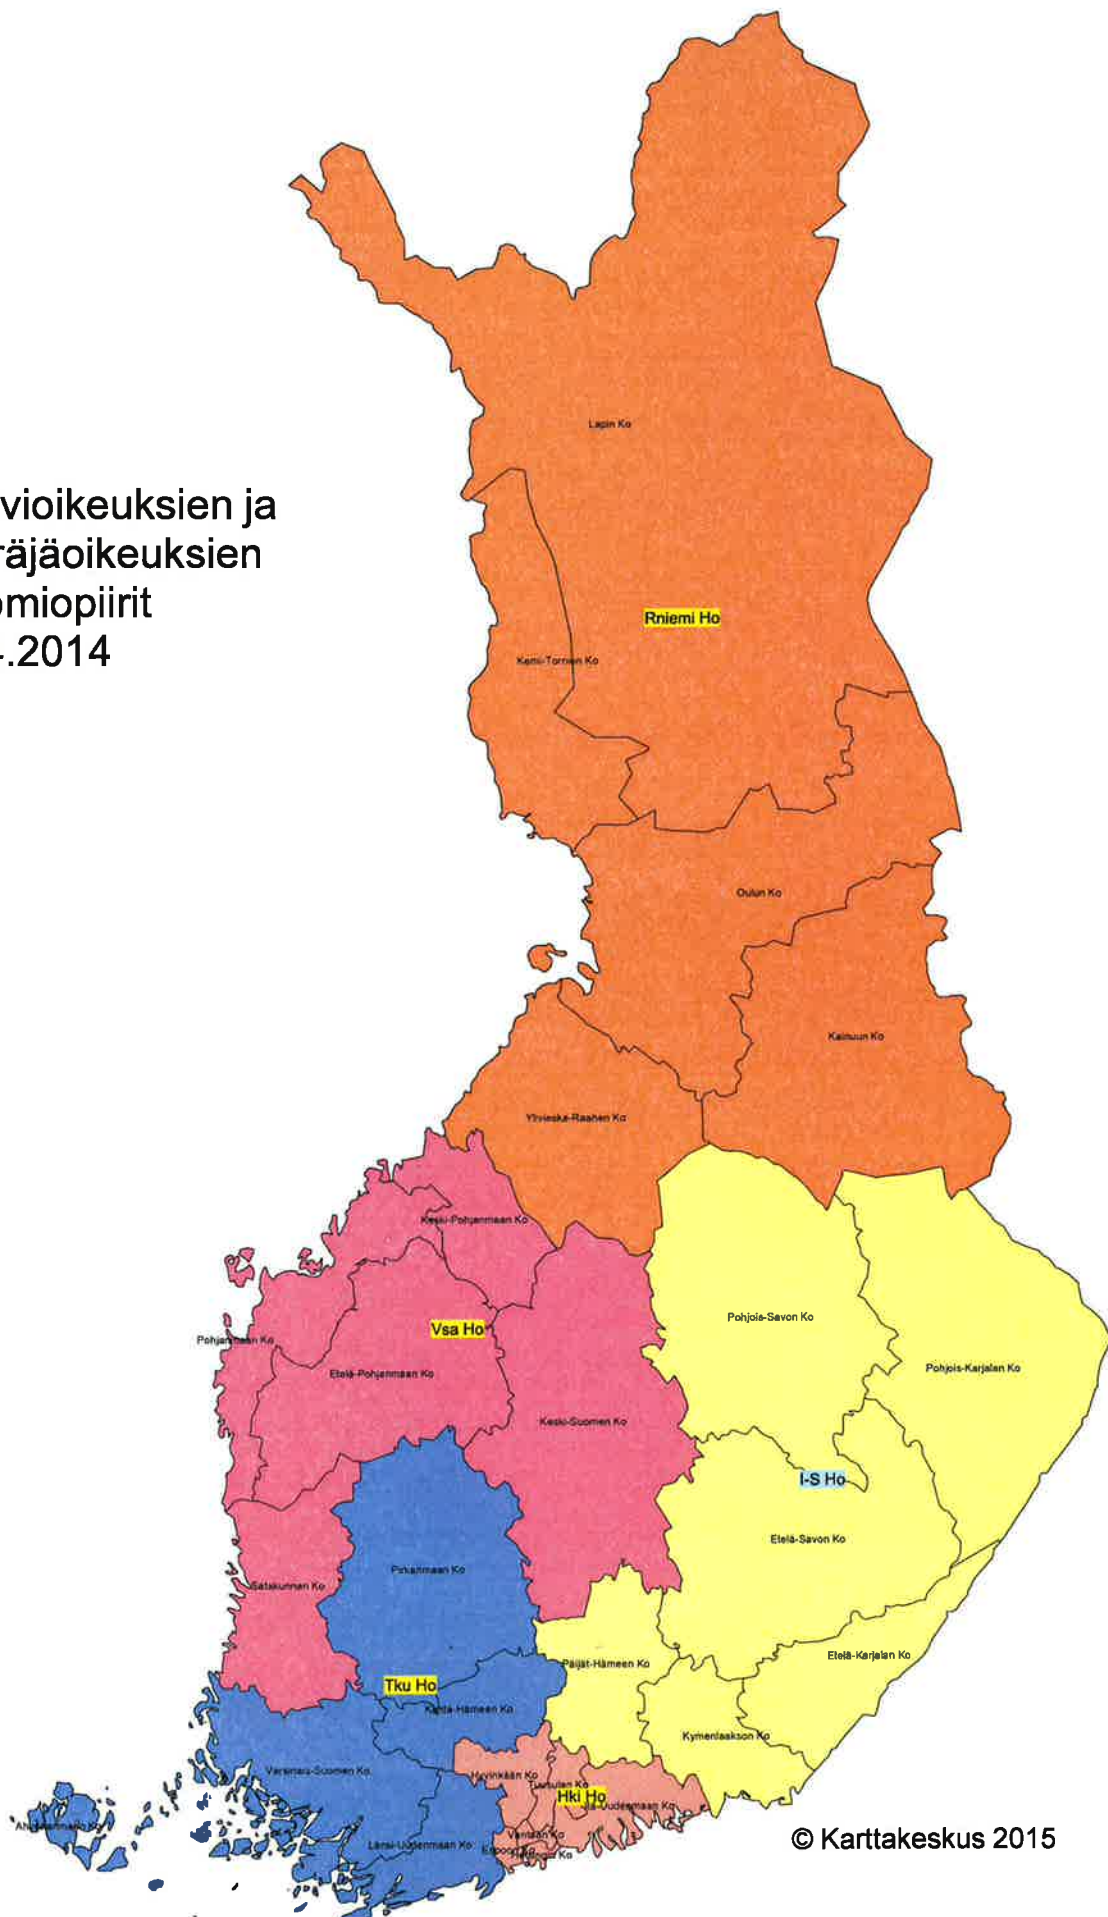 vioikeuksien ja
räjäoikeuksien
omiopiirit
.2014
Lapin Ko
Rniemi Ho
Kemi-Tornion Ko
Oulun Ko
Kainuun Ko
Ylivieska-Raahen Ko
Keski-Pohjanmaan Ko
Pohjanmaan Ko
Vsa Ho
Etelä-Pohjanmaan Ko
Keski-Suomen Ko
Pohjois-Savon Ko
Pohjois-Karjalan Ko
I-S Ho
Etelä-Savon Ko
Pirkanmaan Ko
Satakunnan Ko
Päijät-Hämeen Ko
Etelä-Karjalan Ko
Tku Ho
Kanta-Hämeen Ko
Kymenlaakson Ko
Varsinais-Suomen Ko
Hyvinkään Ko
Tuusulan Ko
Hki Ho
Itä-Uudenmaan Ko
Ahvenanmaan Ko
Länsi-Uudenmaan Ko
Vantaan Ko
© Karttakeskus 2015